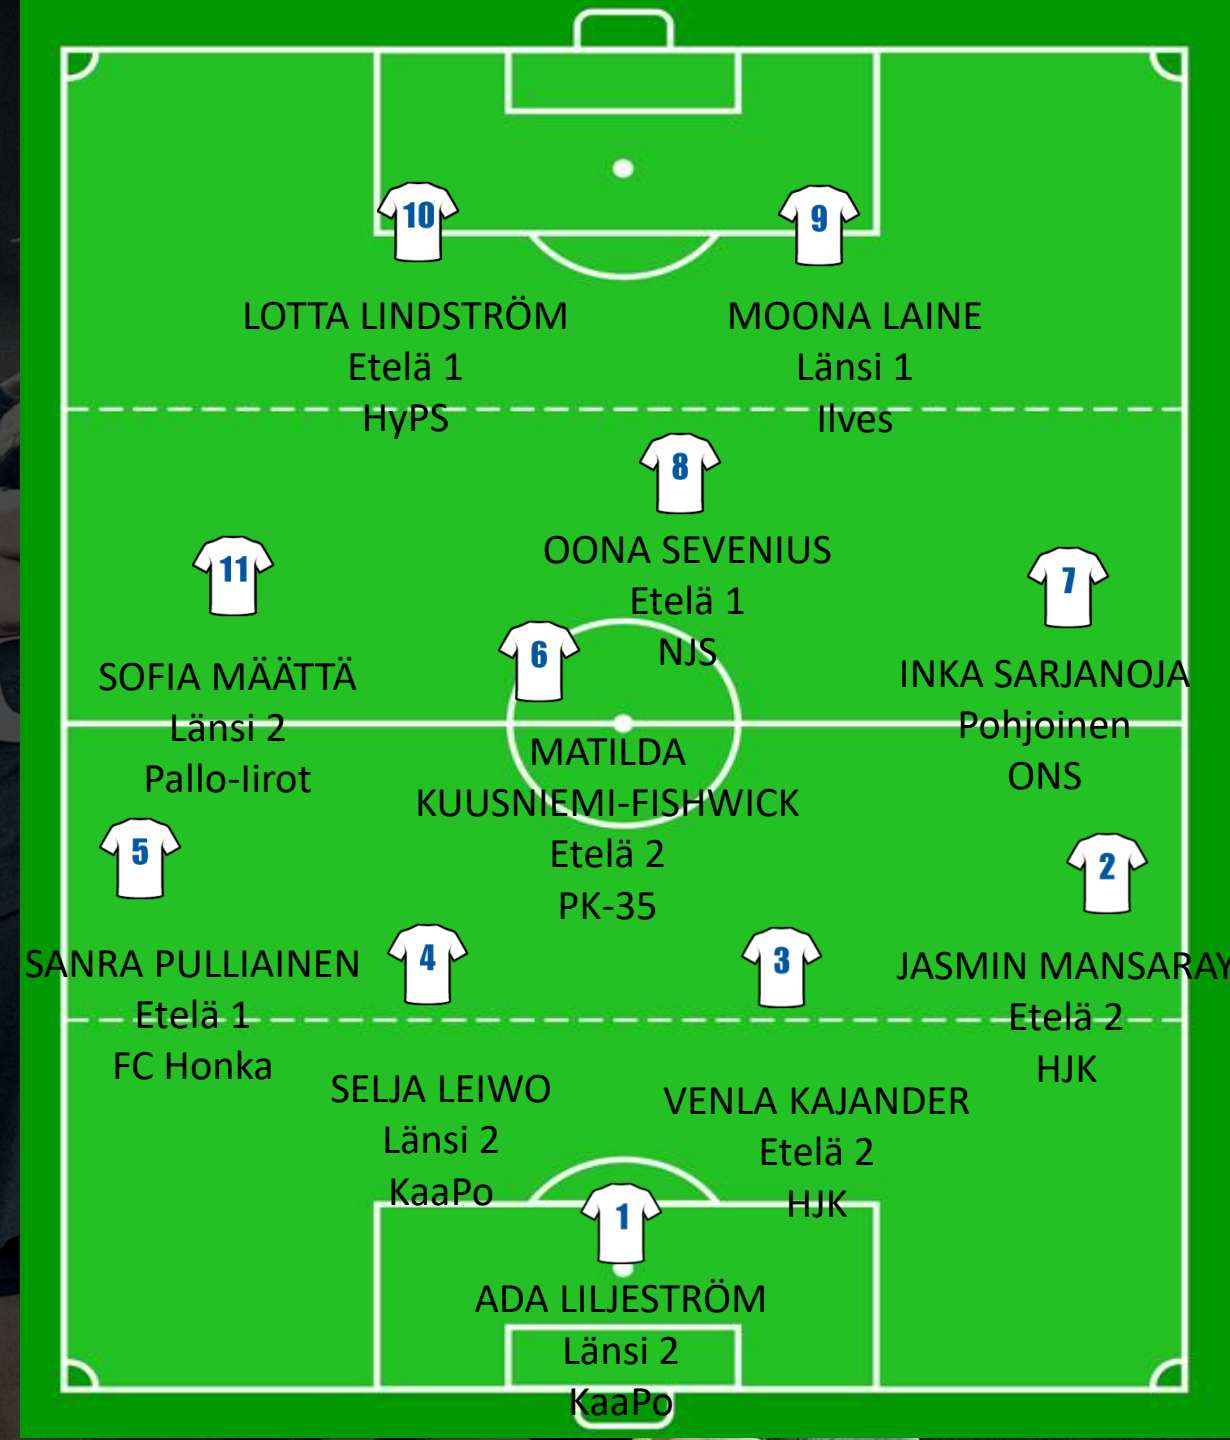 10
LOTTA LINDSTRÖM
Etelä 1
HyPS
9
MOONA LAINE
Länsi 1
Ilves
8
OONA SEVENIUS
Etelä 1
NJS
11
SOFIA MÄÄTTÄ
Länsi 2
Pallo-Iirot
7
INKA SARJANOJA
Pohjoinen
ONS
6
MATILDA
KUUSNIEMI-FISHWICK
Etelä 2
PK-35
5
SANRA PULLIAINEN
Etelä 1
FC Honka
2
JASMIN MANSARAY
Etelä 2
HJK
4
SELJA LEIWO
Länsi 2
KaaPo
3
VENLA KAJANDER
Etelä 2
HJK
1
ADA LILJESTRÖM
Länsi 2
KaaPo